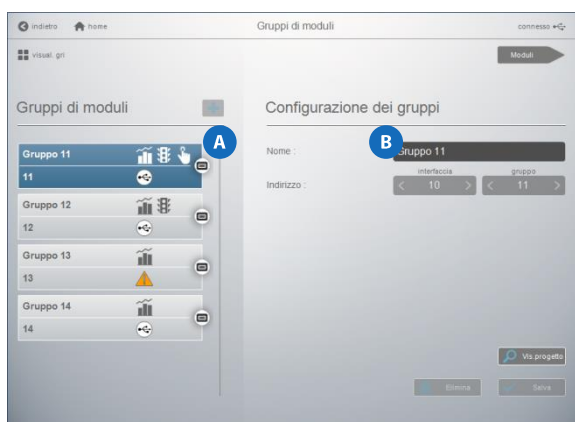 indietro
home
Gruppi di moduli
connesso
visual. gri
Moduli
Gruppi di moduli
A
Gruppo 11
11
Gruppo 12
12
Gruppo 13
13
Gruppo 14
14
Configurazione dei gruppi
B
Nome :
Gruppo 11
interfaccia
gruppo
Indirizzo :
< 10 >
< 11 >
Vis progetto
Elimina
Salva